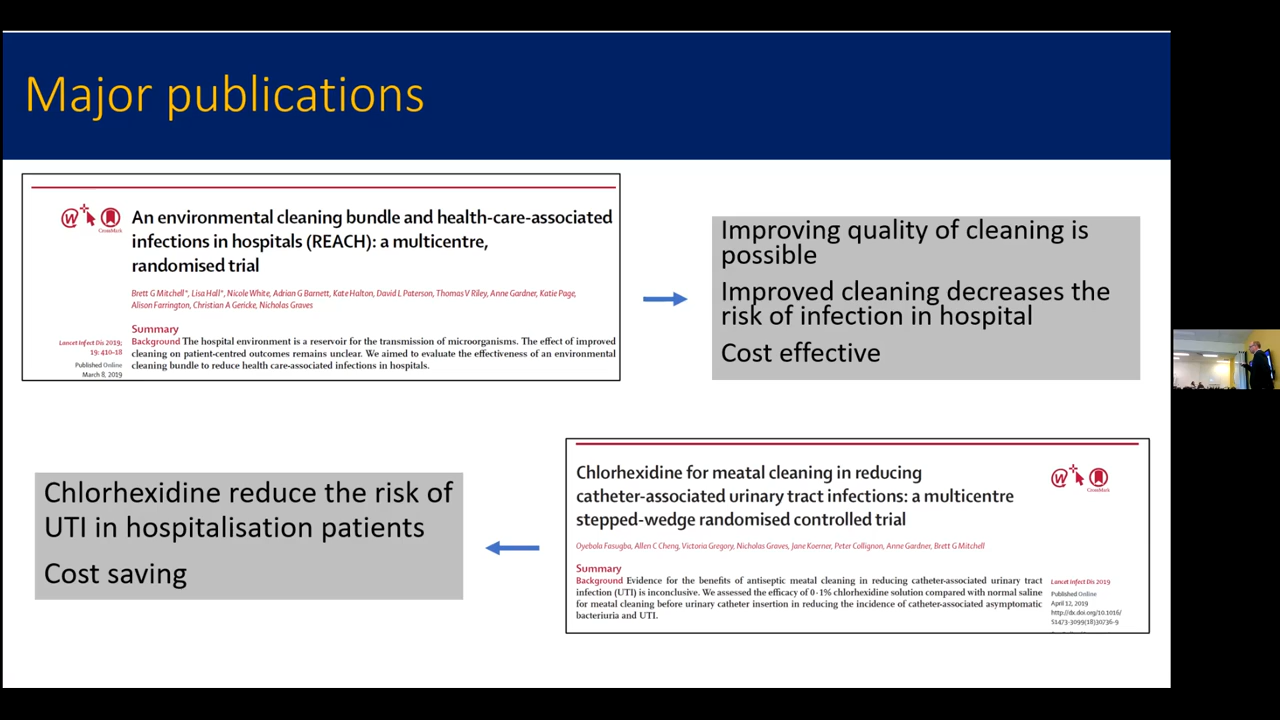 Major publications
An environmental cleaning bundle and health-care-associated
infections in hospitals (REACH): a multicentre,
randomised trial
Brett G Mitchell*, Lisa Hall*, Nicole White, Adrian G Barnett, Kate Halton, David L Paterson, Thomas V Riley, Anne Gardner, Katie Page,
Alison Farrington, Christian A Gericke, Nicholas Graves
Summary
Background The hospital environment is a reservoir for the transmission of microorganisms. The effect of improved
cleaning on patient-centred outcomes remains unclear. We aimed to evaluate the effectiveness of an environmental
cleaning bundle to reduce health care-associated infections in hospitals.
Lancet Infect Dis 2019;
19: 410-18
Published Online
March 8, 2019
CrossMark
Improving quality of cleaning is
possible
Improved cleaning decreases the
risk of infection in hospital
Cost effective
Chlorhexidine reduce the risk of
UTI in hospitalisation patients
Cost saving
Chlorhexidine for meatal cleaning in reducing
catheter-associated urinary tract infections: a multicentre
stepped-wedge randomised controlled trial
Oyebola Fasugba, Allen C Cheng, Victoria Gregory, Nicholas Graves, Jane Koerner, Peter Collignon, Anne Gardner, Brett G Mitchell
Summary
Background Evidence for the benefits of antiseptic meatal cleaning in reducing catheter-associated urinary tract
infection (UTI) is inconclusive. We assessed the efficacy of 0·1% chlorhexidine solution compared with normal saline
for meatal cleaning before urinary catheter insertion in reducing the incidence of catheter-associated asymptomatic
bacteriuria and UTI.
CrossMark
Lancet Infect Dis 2019
Published Online
April 12, 2019
http://dx.doi.org/10.1016/
S1473-3099(18)30736-9